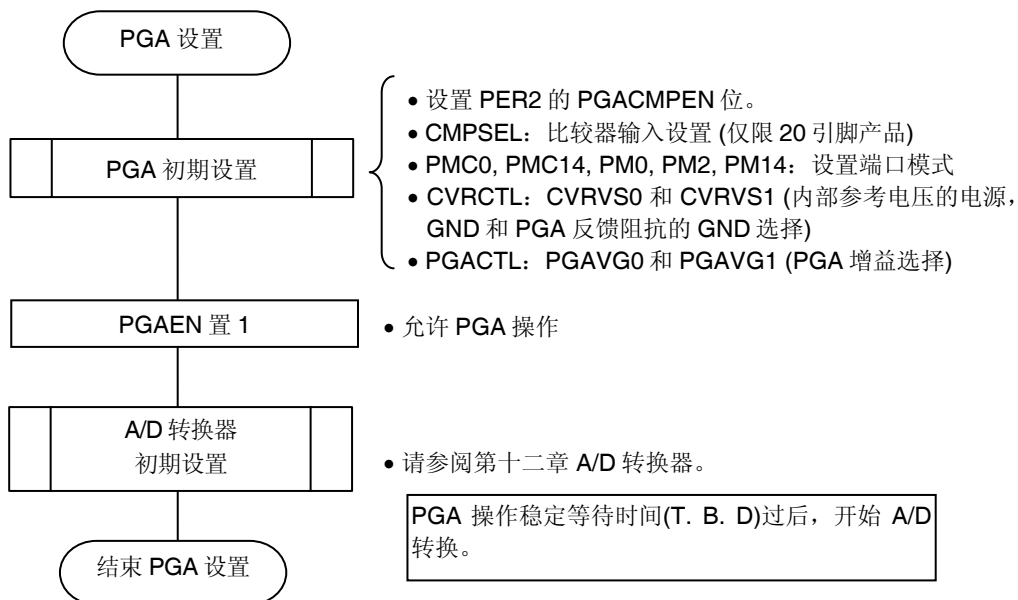 PGA 设置
PGA 初期设置
• 设置 PER2 的 PGACMPEN 位。
• CMPSEL：比较器输入设置 (仅限 20 引脚产品)
• PMC0, PMC14, PM0, PM2, PM14：设置端口模式
• CVRCTL：CVRVS0 和 CVRVS1 (内部参考电压的电源，
GND 和 PGA 反馈阻抗的 GND 选择)
• PGACTL：PGAVG0 和 PGAVG1 (PGA 增益选择)
PGAEN 置 1
• 允许 PGA 操作
A/D 转换器
初期设置
• 请参阅第十二章 A/D 转换器。
PGA 操作稳定等待时间(T. B. D)过后，开始 A/D
转换。
结束 PGA 设置